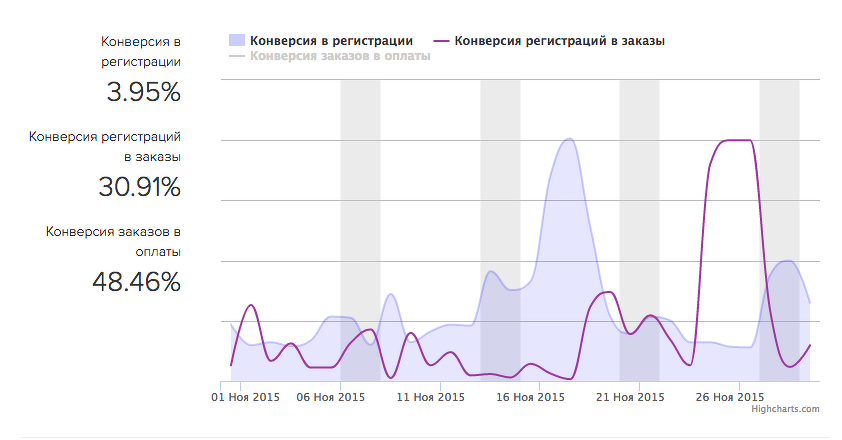 Конверсия в
регистрации
3.95%
Конверсия регистраций
в заказы
30.91%
Конверсия заказов в
оплаты
48.46%
Конверсия в регистрации
Конверсия регистраций в заказы
Конверсия заказов в оплаты
01 Ноя 2015
06 Ноя 2015
11 Ноя 2015
16 Ноя 2015
21 Ноя 2015
26 Ноя 2015
Highcharts.com